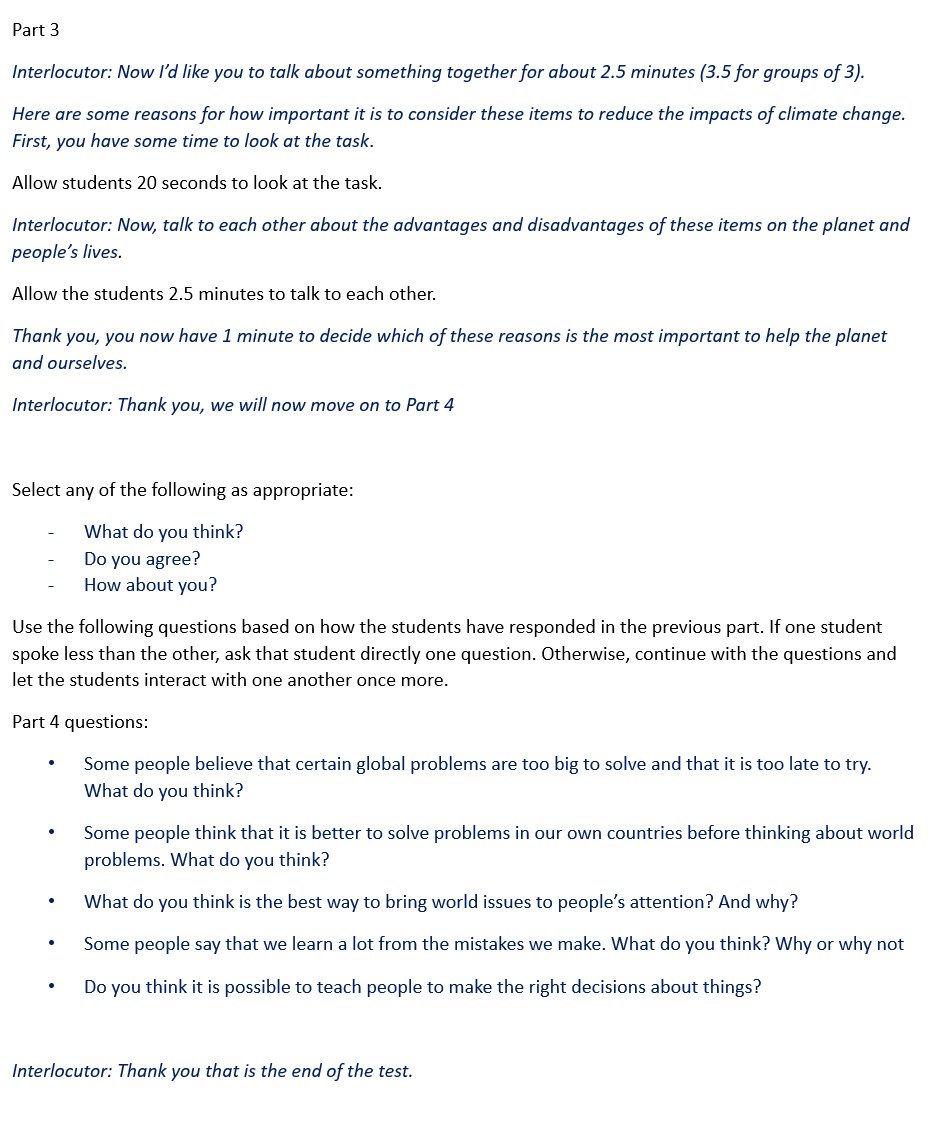 Part 3
Interlocutor: Now I’d like you to talk about something together for about 2.5 minutes (3.5 for groups of 3).
Here are some reasons for how important it is to consider these items to reduce the impacts of climate change.
First, you have some time to look at the task.
Allow students 20 seconds to look at the task.
Interlocutor: Now, talk to each other about the advantages and disadvantages of these items on the planet and
people’s lives.
Allow the students 2.5 minutes to talk to each other.
Thank you, you now have 1 minute to decide which of these reasons is the most important to help the planet
and ourselves.
Interlocutor: Thank you, we will now move on to Part 4
Select any of the following as appropriate:
- What do you think?
- Do you agree?
- How about you?
Use the following questions based on how the students have responded in the previous part. If one student
spoke less than the other, ask that student directly one question. Otherwise, continue with the questions and
let the students interact with one another once more.
Part 4 questions:
• Some people believe that certain global problems are too big to solve and that it is too late to try.
What do you think?
• Some people think that it is better to solve problems in our own countries before thinking about world
problems. What do you think?
• What do you think is the best way to bring world issues to people’s attention? And why?
• Some people say that we learn a lot from the mistakes we make. What do you think? Why or why not
• Do you think it is possible to teach people to make the right decisions about things?
Interlocutor: Thank you that is the end of the test.